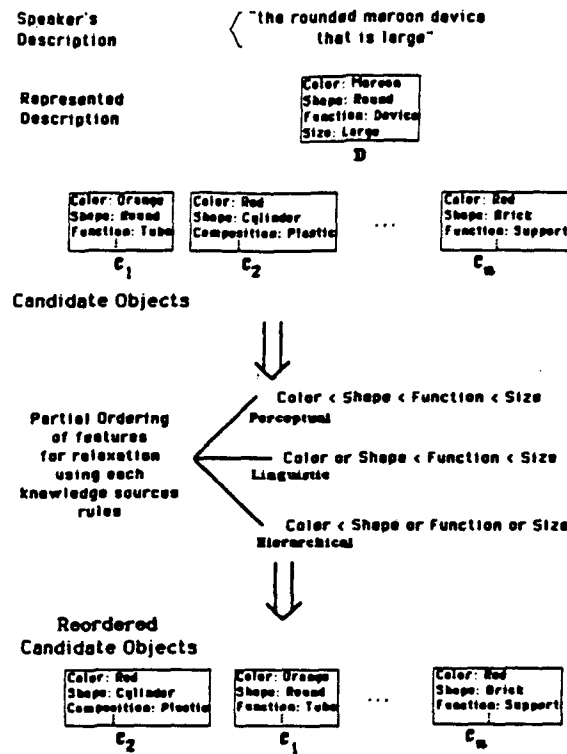 Speaker's
Description
"the rounded maroon device
that is large"
Represented
Description
Color: Maroon
Shape: Round
Function: Device
Size: Large
D
Color: Orange
Shape: Round
Function: Tube
C1
Color: Red
Shape: Cylinder
Composition: Plastic
C2
...
Color: Red
Shape: Brick
Function: Support
Cn
Candidate Objects
Partial Ordering
of features
for relaxation
using each
knowledge sources
rules
Color < Shape < Function < Size
Perceptual
Color or Shape < Function < Size
Linguistic
Color < Shape or Function or Size
Hierarchical
Reordered
Candidate Objects
Color: Red
Shape: Cylinder
Composition: Plastic
C2
Color: Orange
Shape: Round
Function: Tube
C1
...
Color: Red
Shape: Brick
Function: Support
Cn